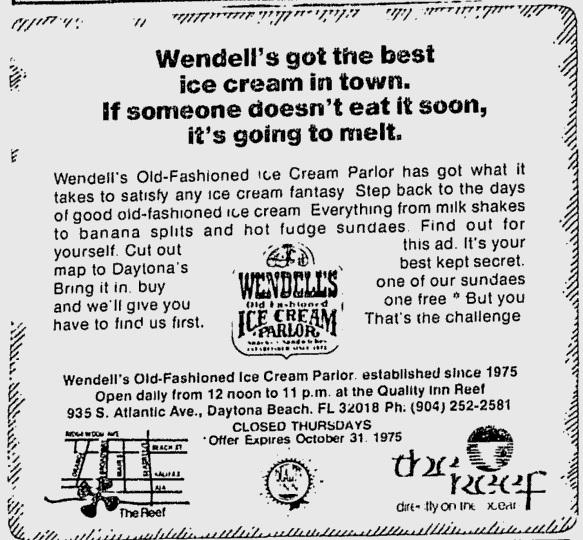 Wendell's got the best
ice cream in town.
If someone doesn't eat it soon,
it's going to melt.
Wendell's Old-Fashioned Ice Cream Parlor has got what it
takes to satisfy any ice cream fantasy Step back to the days
of good old-fashioned ice cream Everything from milk shakes
to banana splits and hot fudge sundaes. Find out for
yourself. Cut out this ad. It's your
map to Daytona's best kept secret.
Bring it in. buy one of our sundaes
and we'll give you one free * But you
have to find us first. That's the challenge
WENDELL'S
Old Fashioned
ICE CREAM
PARLOR
Wendell's Old-Fashioned Ice Cream Parlor. established since 1975
Open daily from 12 noon to 11 p.m. at the Quality Inn Reef
935 S. Atlantic Ave., Daytona Beach. FL 32018 Ph: (904) 252-2581
CLOSED THURSDAYS
*Offer Expires October 31. 1975
RIDGEWOOD AVE
BEACH ST.
HALIFAX
A1A
The Reef
the reef
directly on the ocean